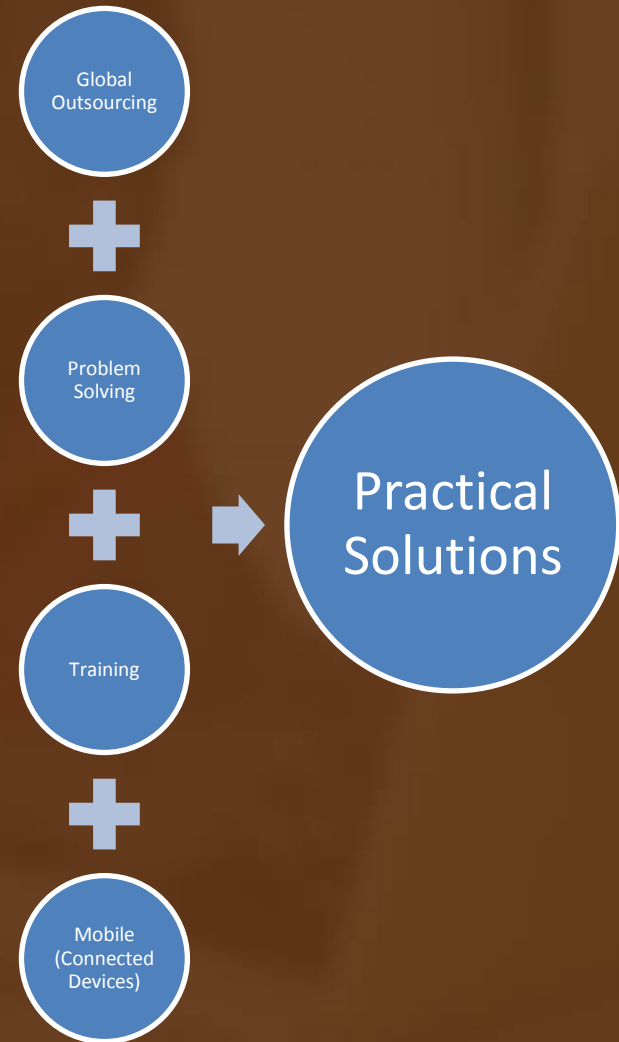 Global
Outsourcing
Problem
Solving
Training
Mobile
(Connected
Devices)
Practical
Solutions